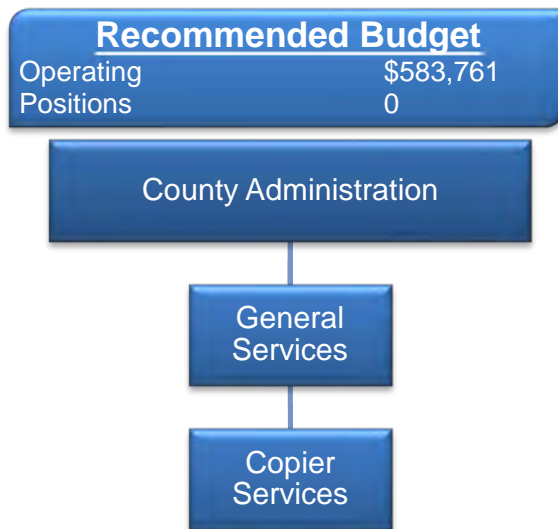 Recommended Budget
Operating $583,761
Positions 0
County Administration
General
Services
Copier
Services